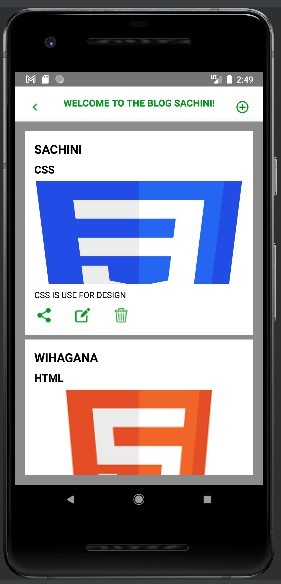 2:49
WELCOME TO THE BLOG SACHINI!
SACHINI
CSS
CSS IS USE FOR DESIGN
WIHAGANA
HTML